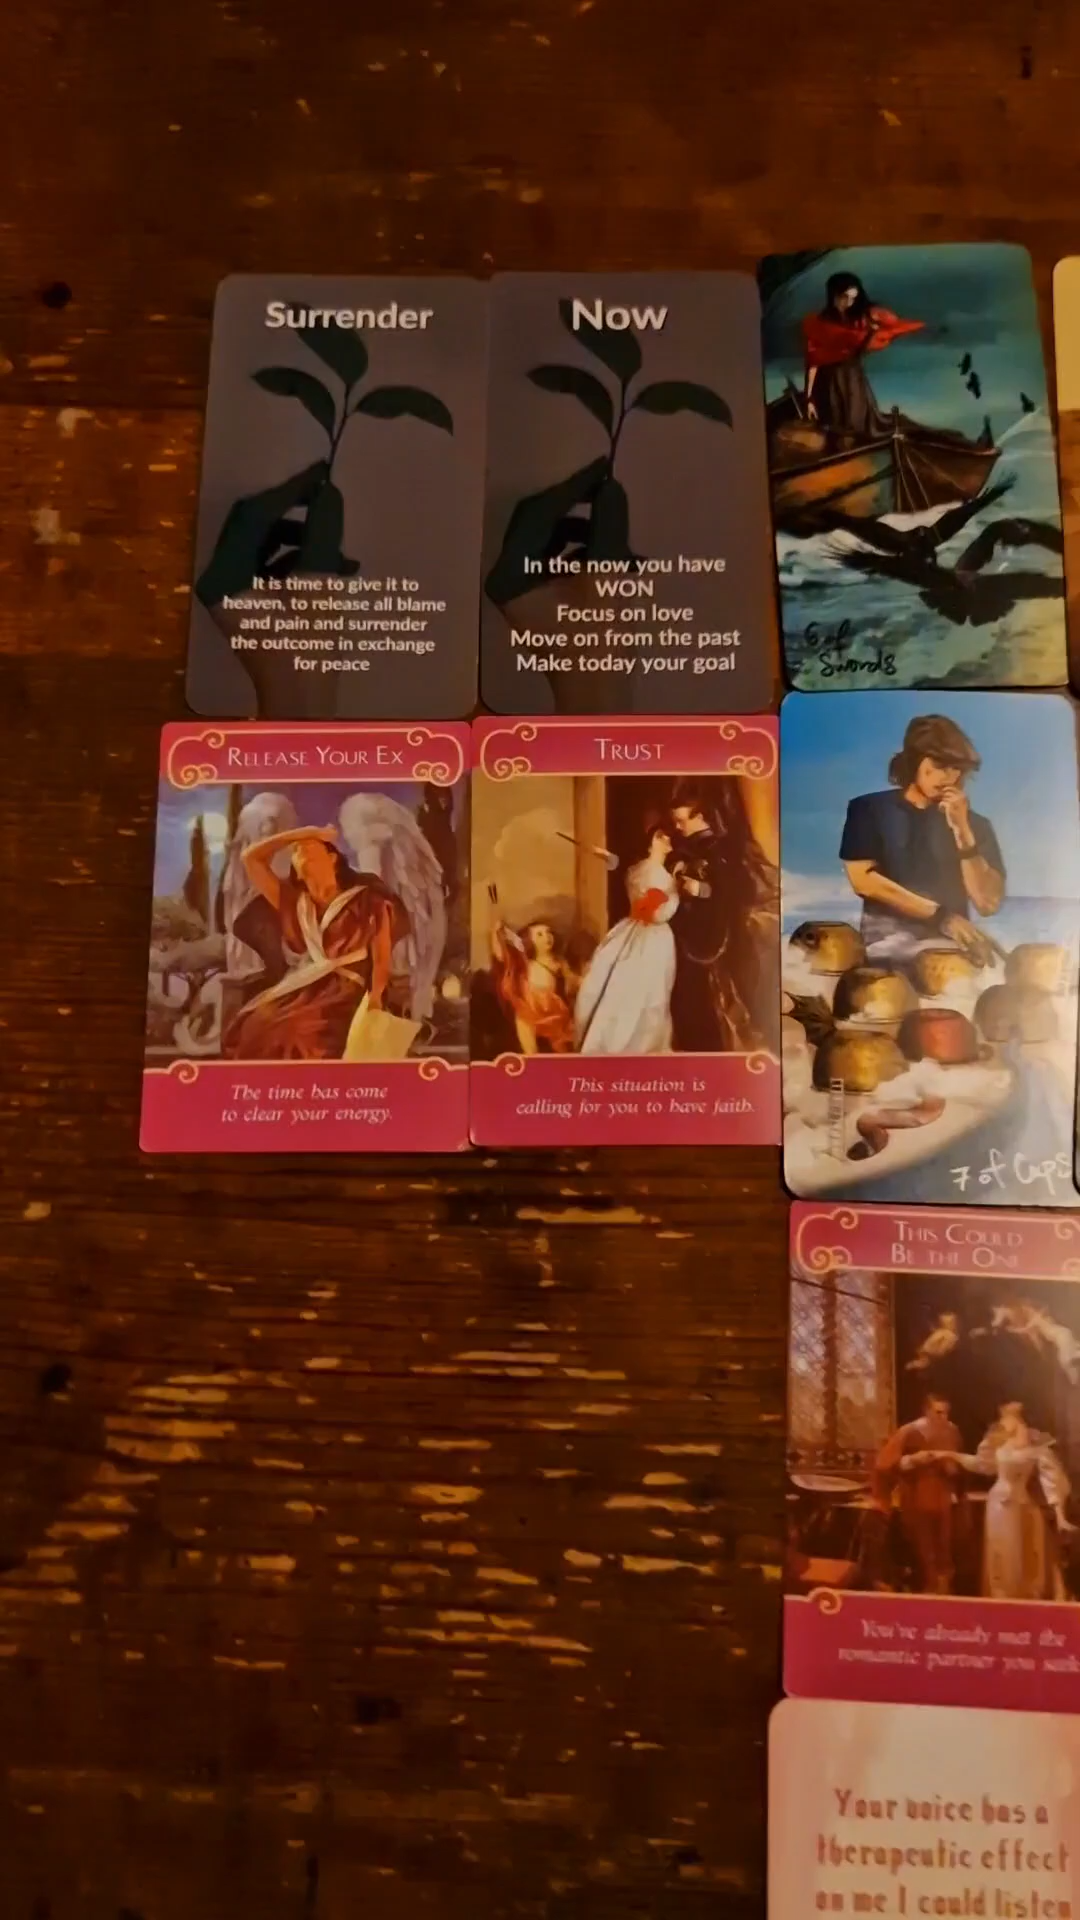 Surrender
It is time to give it to
heaven, to release all blame
and pain and surrender
the outcome in exchange
for peace
Now
In the now you have
WON
Focus on love
Move on from the past
Make today your goal
6 of
Swords
RELEASE YOUR EX
The time has come
to clear your energy.
TRUST
This situation is
calling for you to have faith.
7 of Cups
THIS COULD
BE THE ONE
You've already met the
romantic partner you
Your voice has a
therapeutic effect
on me I could listen